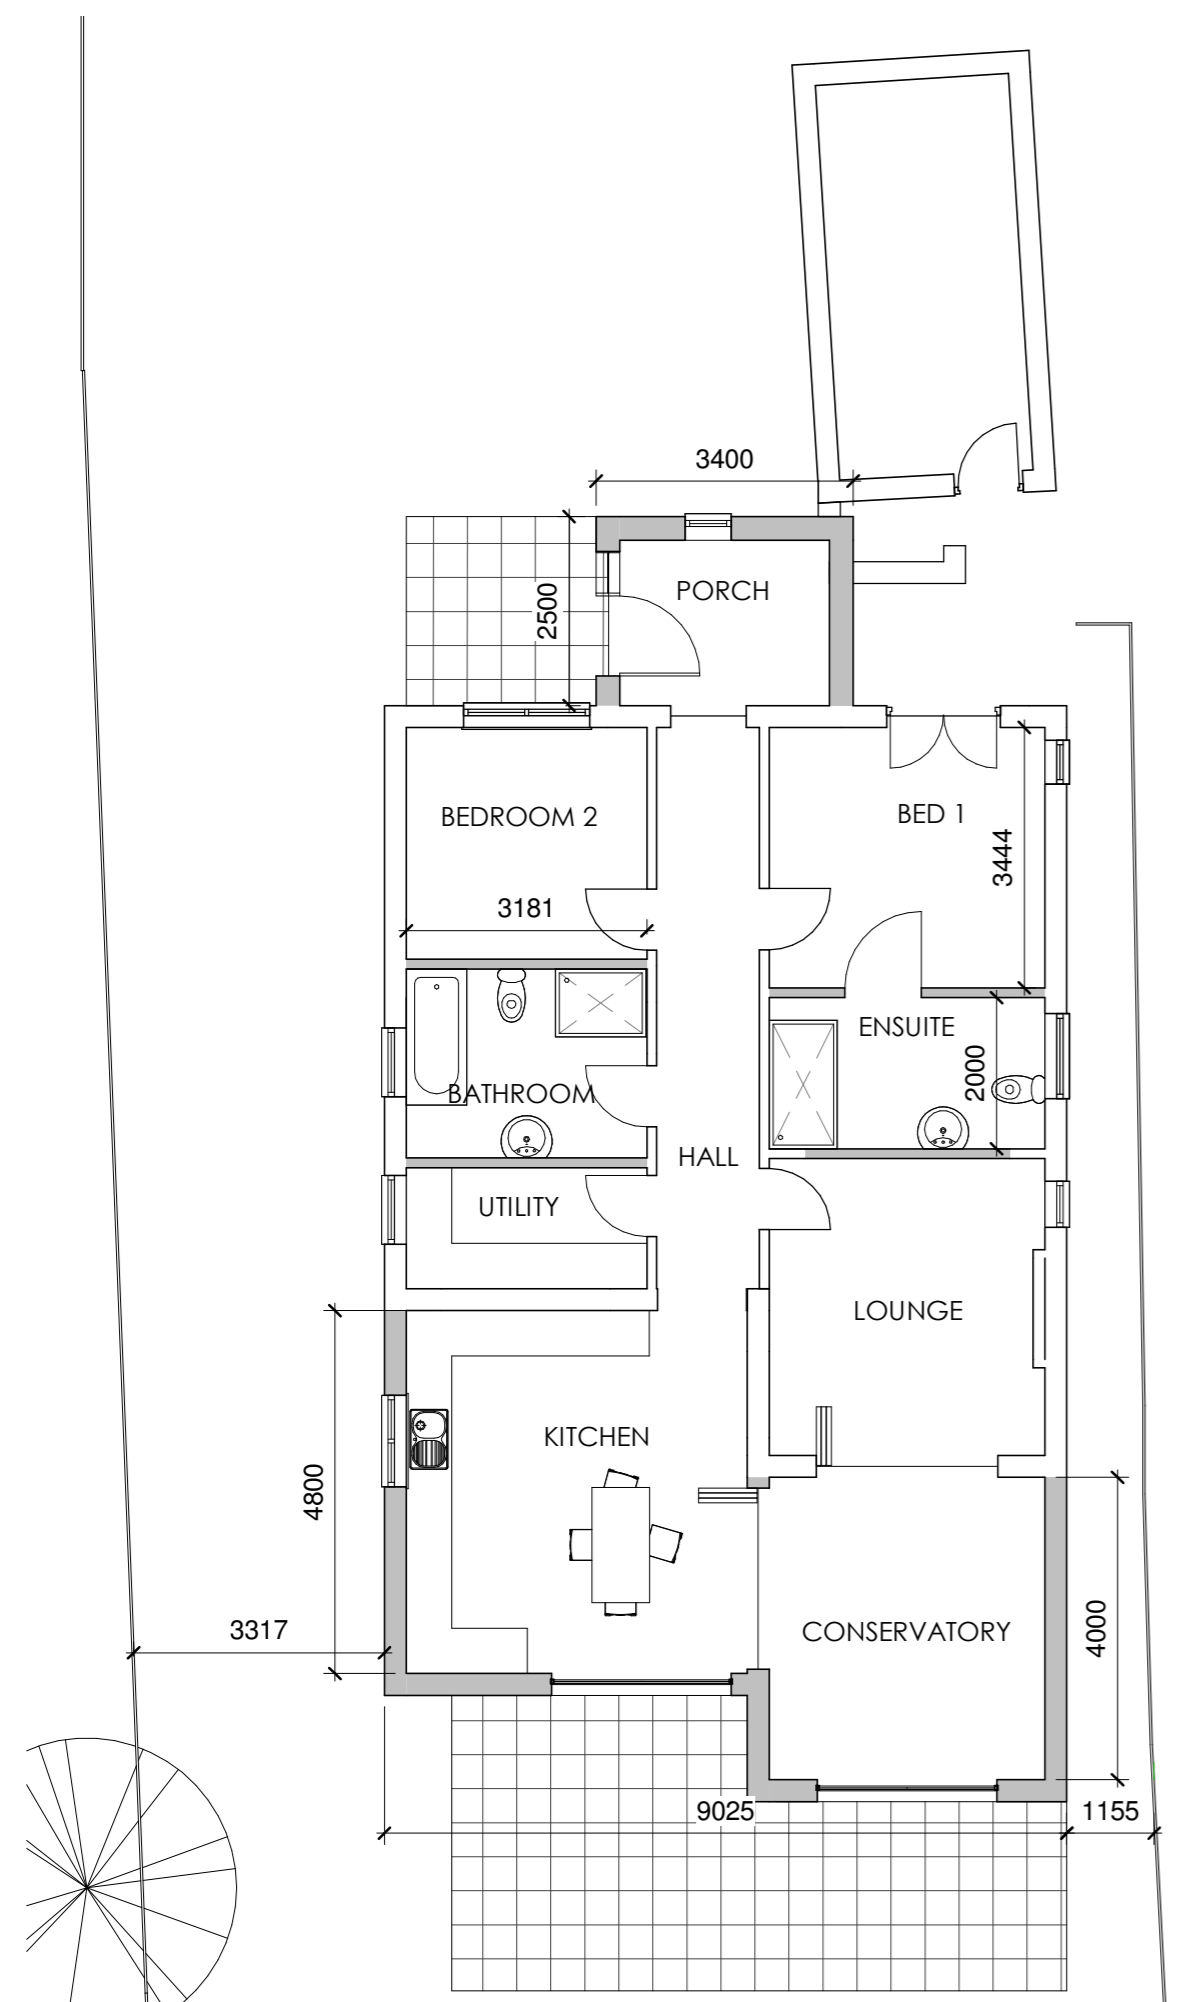 3400
PORCH
2500
BEDROOM 2
BED 1
3444
3181
ENSUITE
2000
BATHROOM
HALL
UTILITY
LOUNGE
KITCHEN
4800
3317
CONSERVATORY
4000
9025
1155